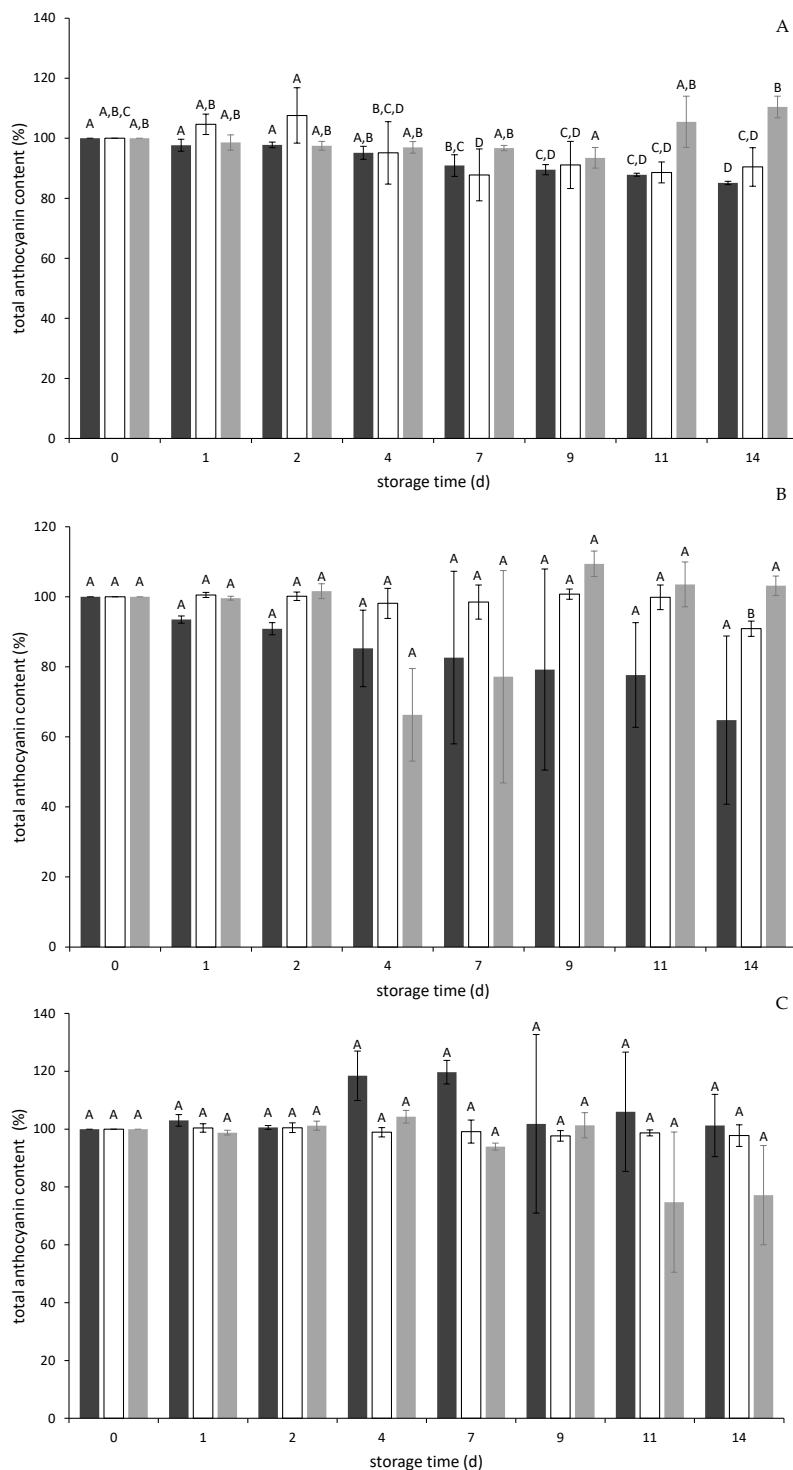 A
total anthocyanin content (%)
140
120
100
80
60
40
20
0
A A,B,C A,B
A A,B A,B
A A A,B
A,B B,C,D A,B
B,C D A,B
C,D C,D A
C,D C,D A,B
D C,D B
0 1 2 4 7 9 11 14
storage time (d)
B
total anthocyanin content (%)
120
100
80
60
40
20
0
A A A
A A A
A A A
A A A
A A A
A A A
A A A
A B A
0 1 2 4 7 9 11 14
storage time (d)
C
total anthocyanin content (%)
140
120
100
80
60
40
20
0
A A A
A A A
A A A
A A A
A A A
A A A
A A A
A A A
0 1 2 4 7 9 11 14
storage time (d)